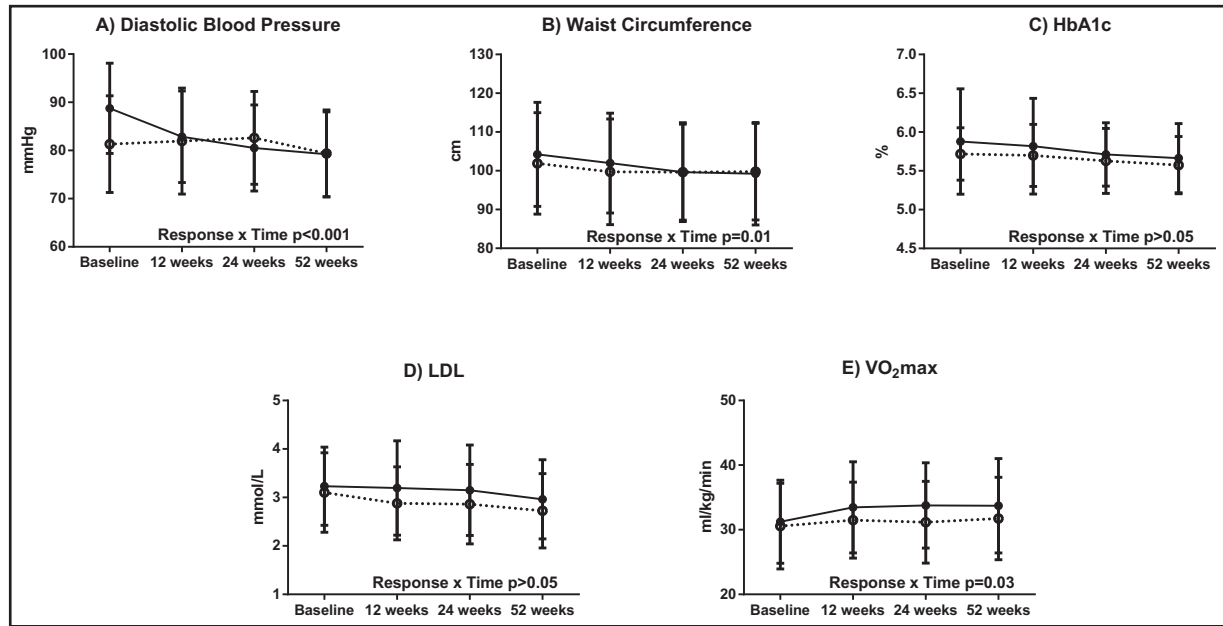 A) Diastolic Blood Pressure
100
90
80
70
60
mmHg
Response x Time p<0.001
Baseline 12 weeks 24 weeks 52 weeks
B) Waist Circumference
130
120
110
100
90
80
cm
Response x Time p=0.01
Baseline 12 weeks 24 weeks 52 weeks
C) HbA1c
7.0
6.5
6.0
5.5
5.0
4.5
%
Response x Time p>0.05
Baseline 12 weeks 24 weeks 52 weeks
D) LDL
5
4
3
2
1
mmol/L
Response x Time p>0.05
Baseline 12 weeks 24 weeks 52 weeks
E) VO₂max
50
40
30
20
ml/kg/min
Response x Time p=0.03
Baseline 12 weeks 24 weeks 52 weeks